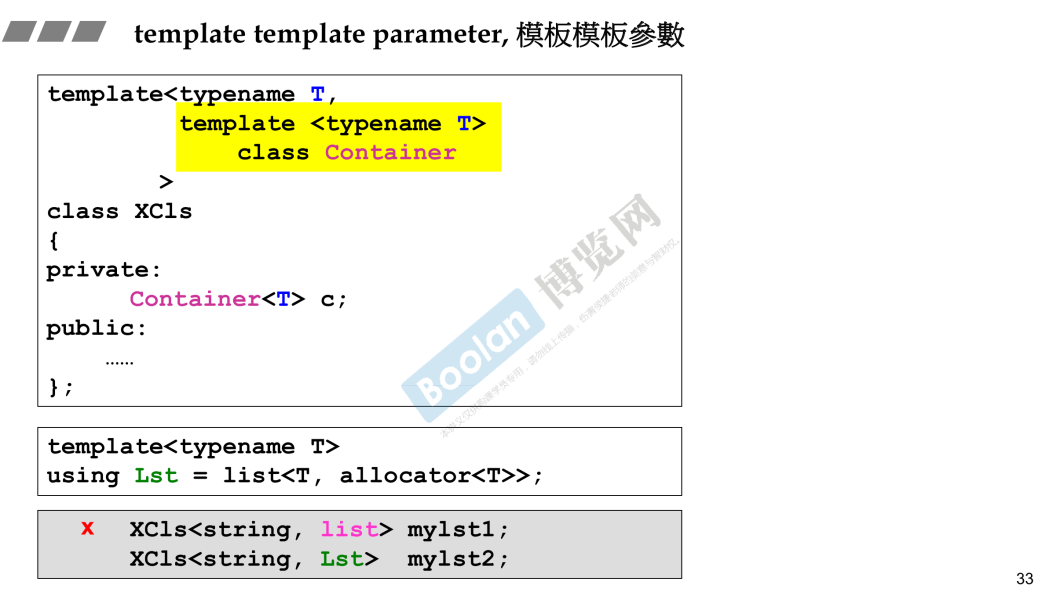 template template parameter, 模板模板參數
template<typename T,
template <typename T>
class Container
>
class XCls
{
private:
Container<T> c;
public:
......
};
template<typename T>
using Lst = list<T, allocator<T>>;
x XCls<string, list> mylst1;
XCls<string, Lst> mylst2;
Boolan 博览网
33